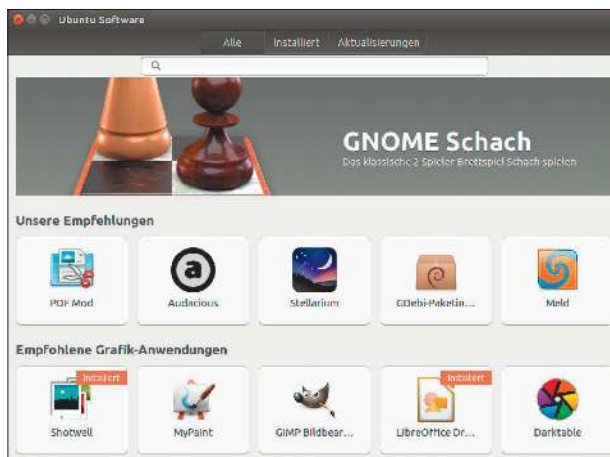 Ubuntu Software
Alle Installiert Aktualisierungen
GNOME Schach
Das klassische 2 Spieler Brettspiel Schach spielen
Unsere Empfehlungen
PDF Mod Audacious Stellarium GDebi-Paketin... Meld
Empfohlene Grafik-Anwendungen
Installiert Installiert
Shotwell MyPaint GIMP Bildbear... LibreOffice Dr... Darktable